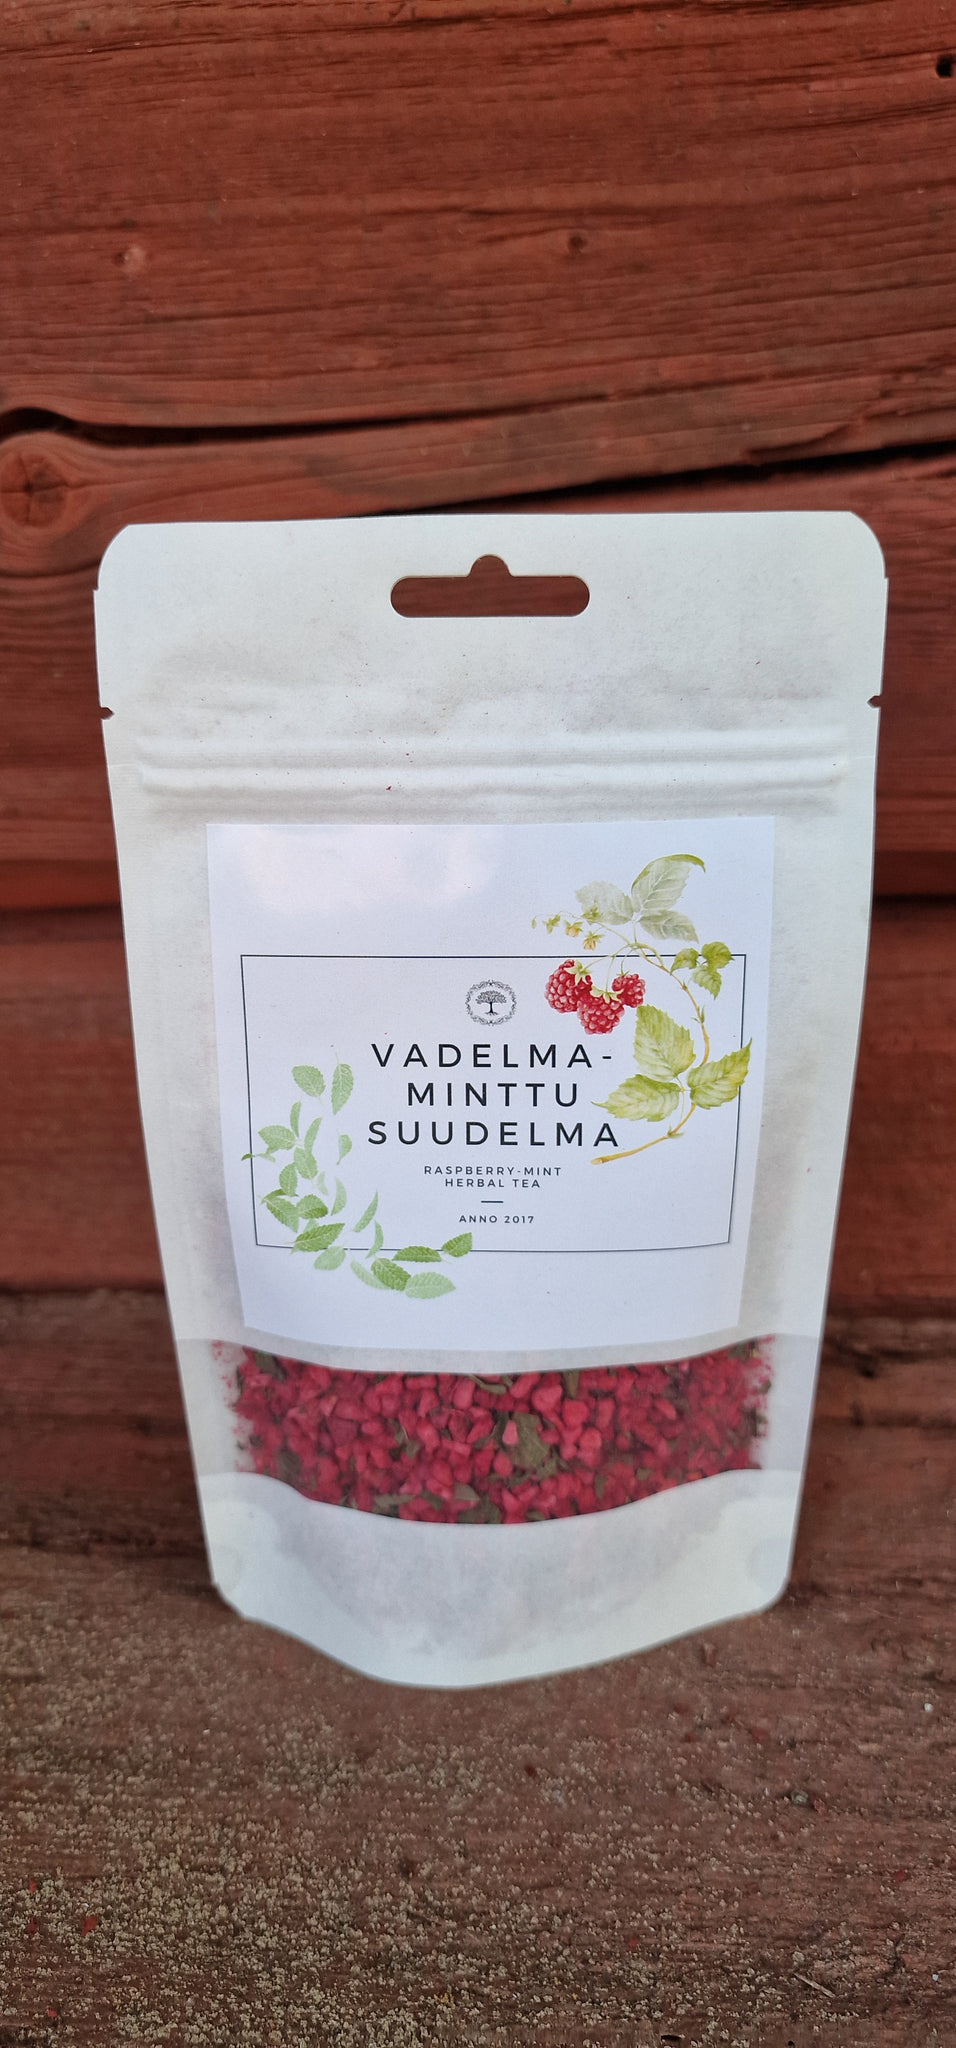 VADELMA-
MINTTU
SUUDELMA
RASPBERRY-MINT
HERBAL TEA
ANNO 2017